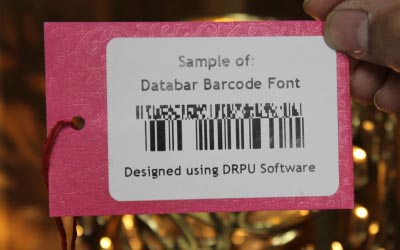 Sample of:
Databar Barcode Font
Designed using DRPU Software